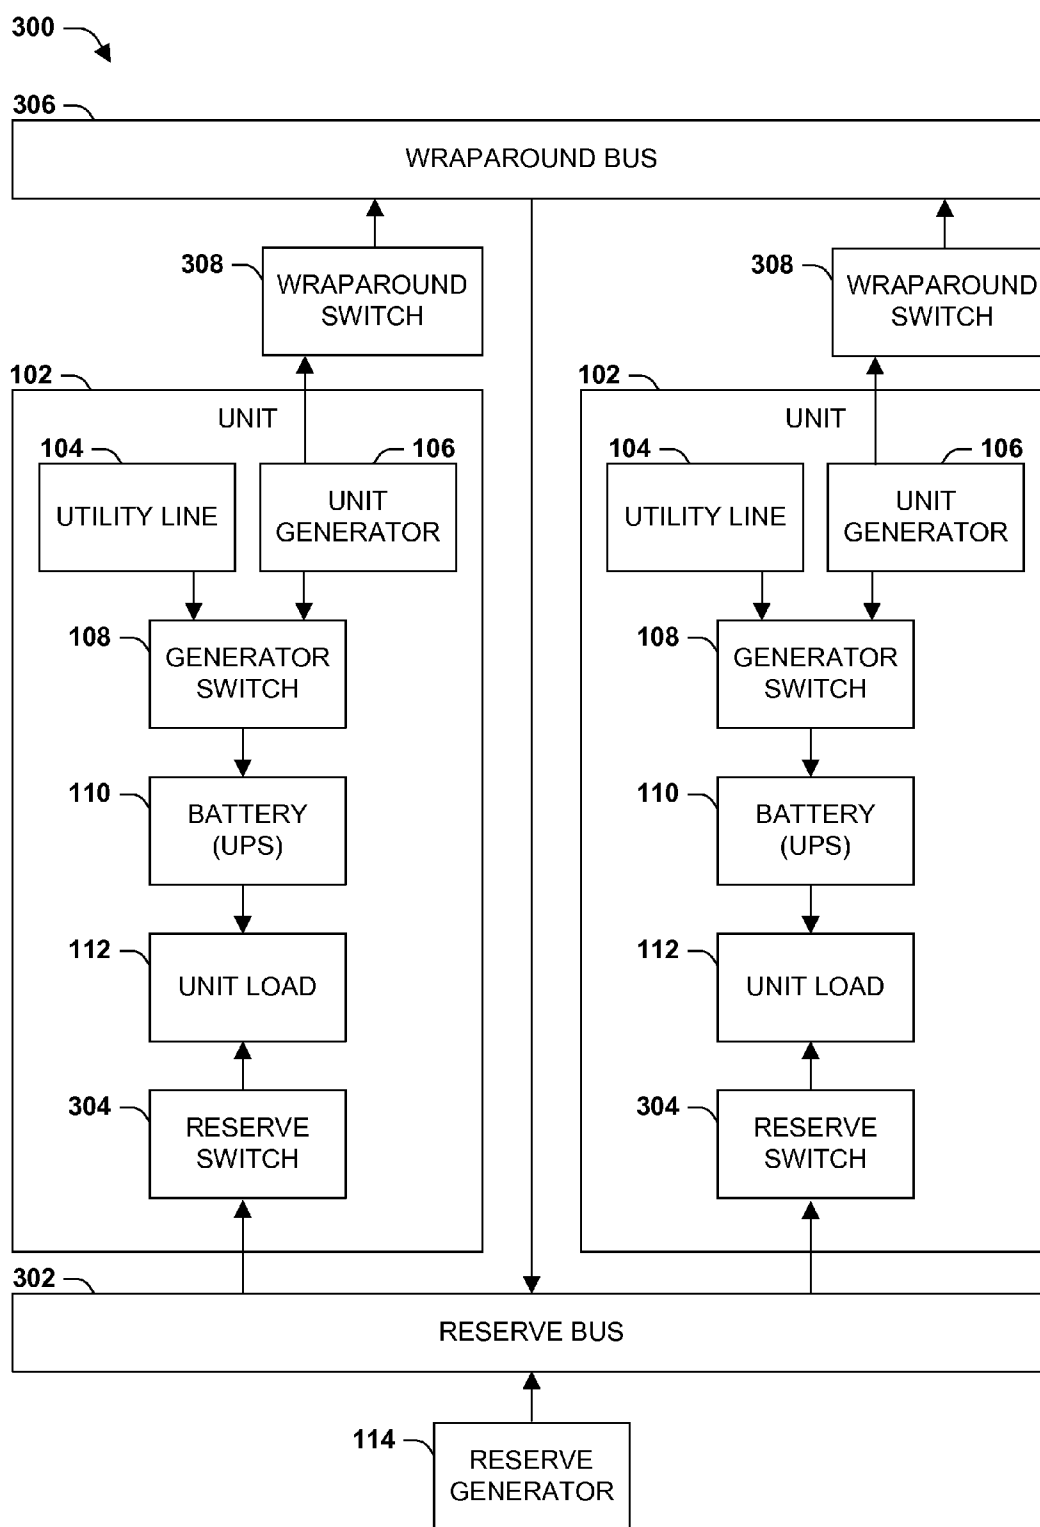 300
306
WRAPAROUND BUS
308
WRAPAROUND
SWITCH
308
WRAPAROUND
SWITCH
102
UNIT
104
106
UTILITY LINE
UNIT
GENERATOR
108
GENERATOR
SWITCH
110
BATTERY
(UPS)
112
UNIT LOAD
304
RESERVE
SWITCH
102
UNIT
104
106
UTILITY LINE
UNIT
GENERATOR
108
GENERATOR
SWITCH
110
BATTERY
(UPS)
112
UNIT LOAD
304
RESERVE
SWITCH
302
RESERVE BUS
114
RESERVE
GENERATOR